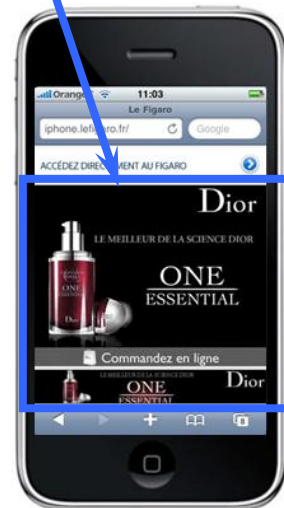 Orange 11:03
Le Figaro
iphone.lefigaro.fr/ Google
ACCÉDEZ DIRECTEMENT AU FIGARO
Dior
LE MEILLEUR DE LA SCIENCE DIOR
ONE
ESSENTIAL
ONE
Dior
Commandez en ligne
LE MEILLEUR DE LA SCIENCE DIOR
Dior
ONE
ESSENTIAL